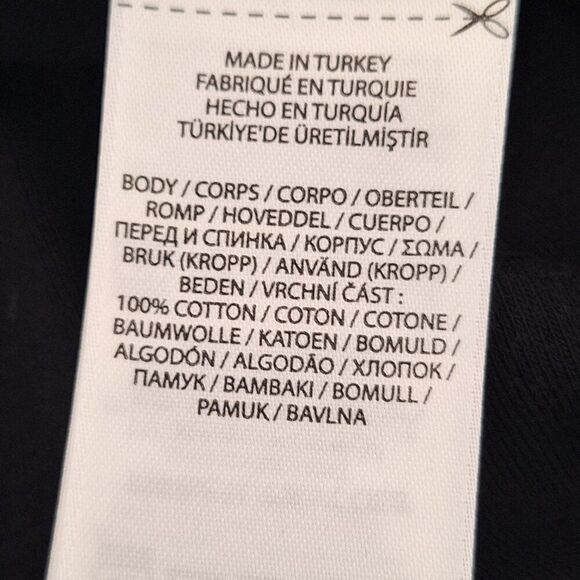 MADE IN TURKEY
FABRIQUÉ EN TURQUIE
HECHO EN TURQUÍA
TÜRKİYE'DE ÜRETİLMİŞTİR
BODY / CORPS / CORPO / OBERTEIL /
ROMP / HOVEDDEL / CUERPO /
ПЕРЕД И СПИНКА / КОРПУС / ΣΩΜΑ /
BRUK (KROPP) / ANVÄND (KROPP) /
BEDEN / VRCHNÍ ČÁST :
100% COTTON / COTON / COTONE /
BAUMWOLLE / KATOEN / BOMULD /
ALGODÓN / ALGODÃO / ХЛОПОК /
ПАМУК / BAMBAKI / BOMULL /
PAMUK / BAVLNA